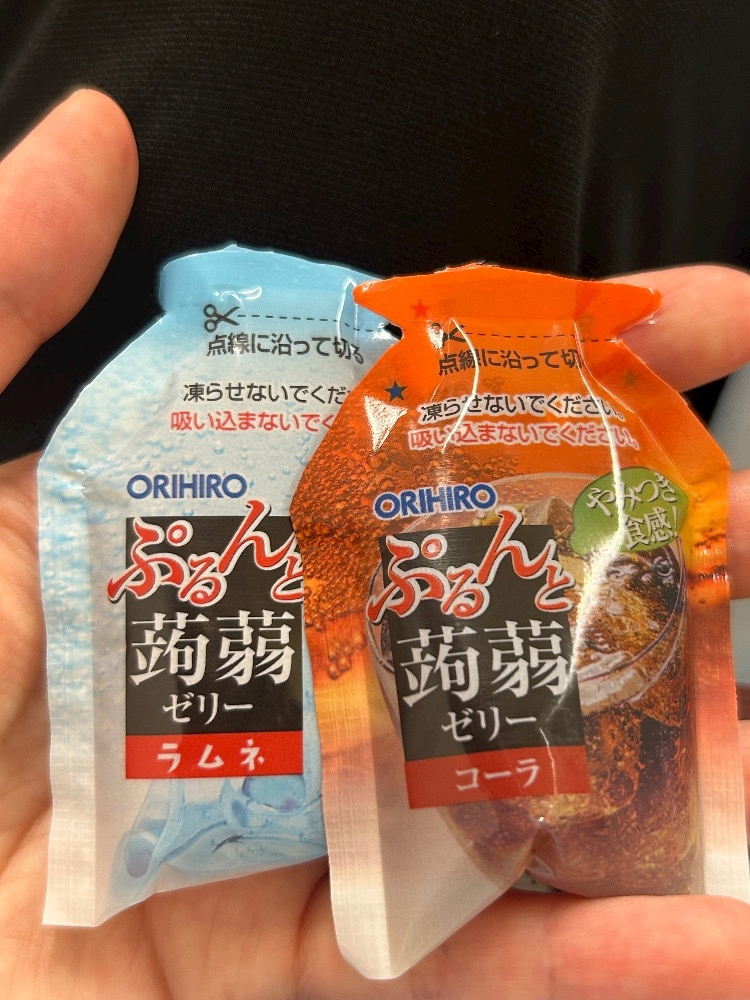 点線に沿って切る
凍らせないでくだ
吸い込まないでく
ORIHIRO
ぷるんと
蒟蒻
ゼリー
ラムネ
点線に沿って切
凍らせないでください。
吸い込まないでください。
ORIHIRO
やみつき
食感!
ぷるんと
蒟蒻
ゼリー
コーラ